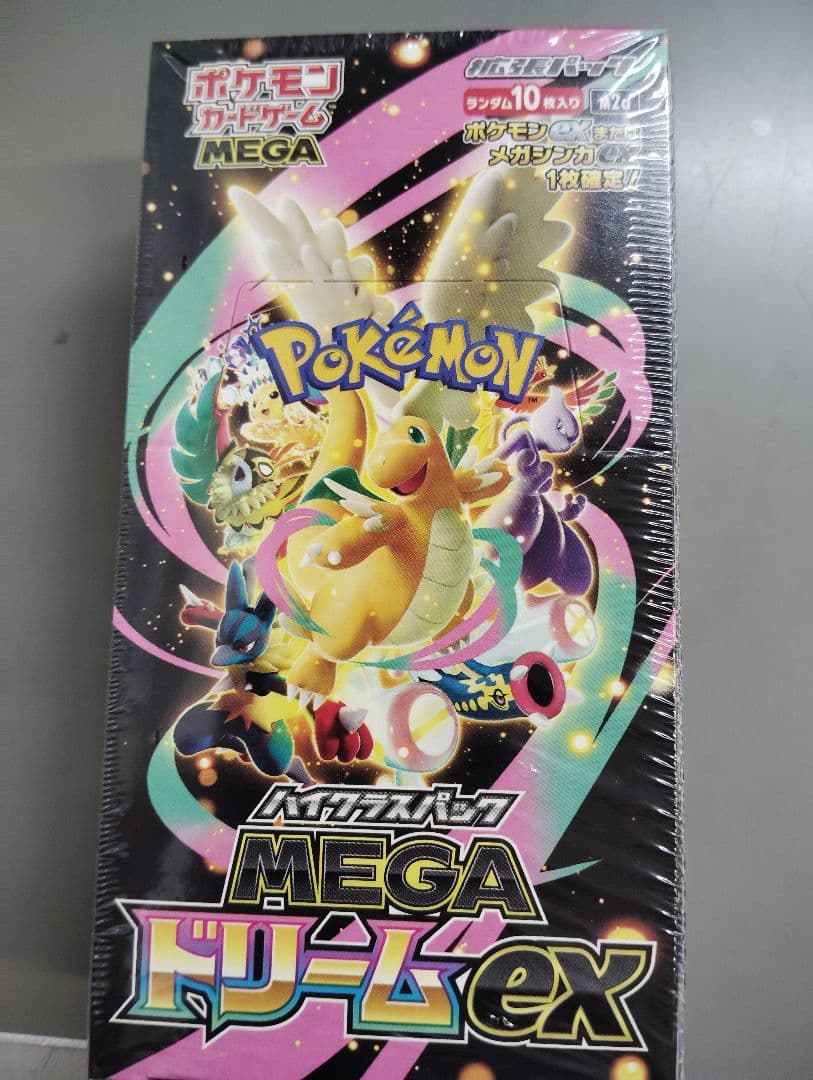 ポケモン
カードゲーム
MEGA
拡張パック
ランダム10枚入り M2a
ポケモンexまたは
メガシンカex
1枚確定!
POKÉMON
TM
ハイクラスパック
MEGA
ドリームex